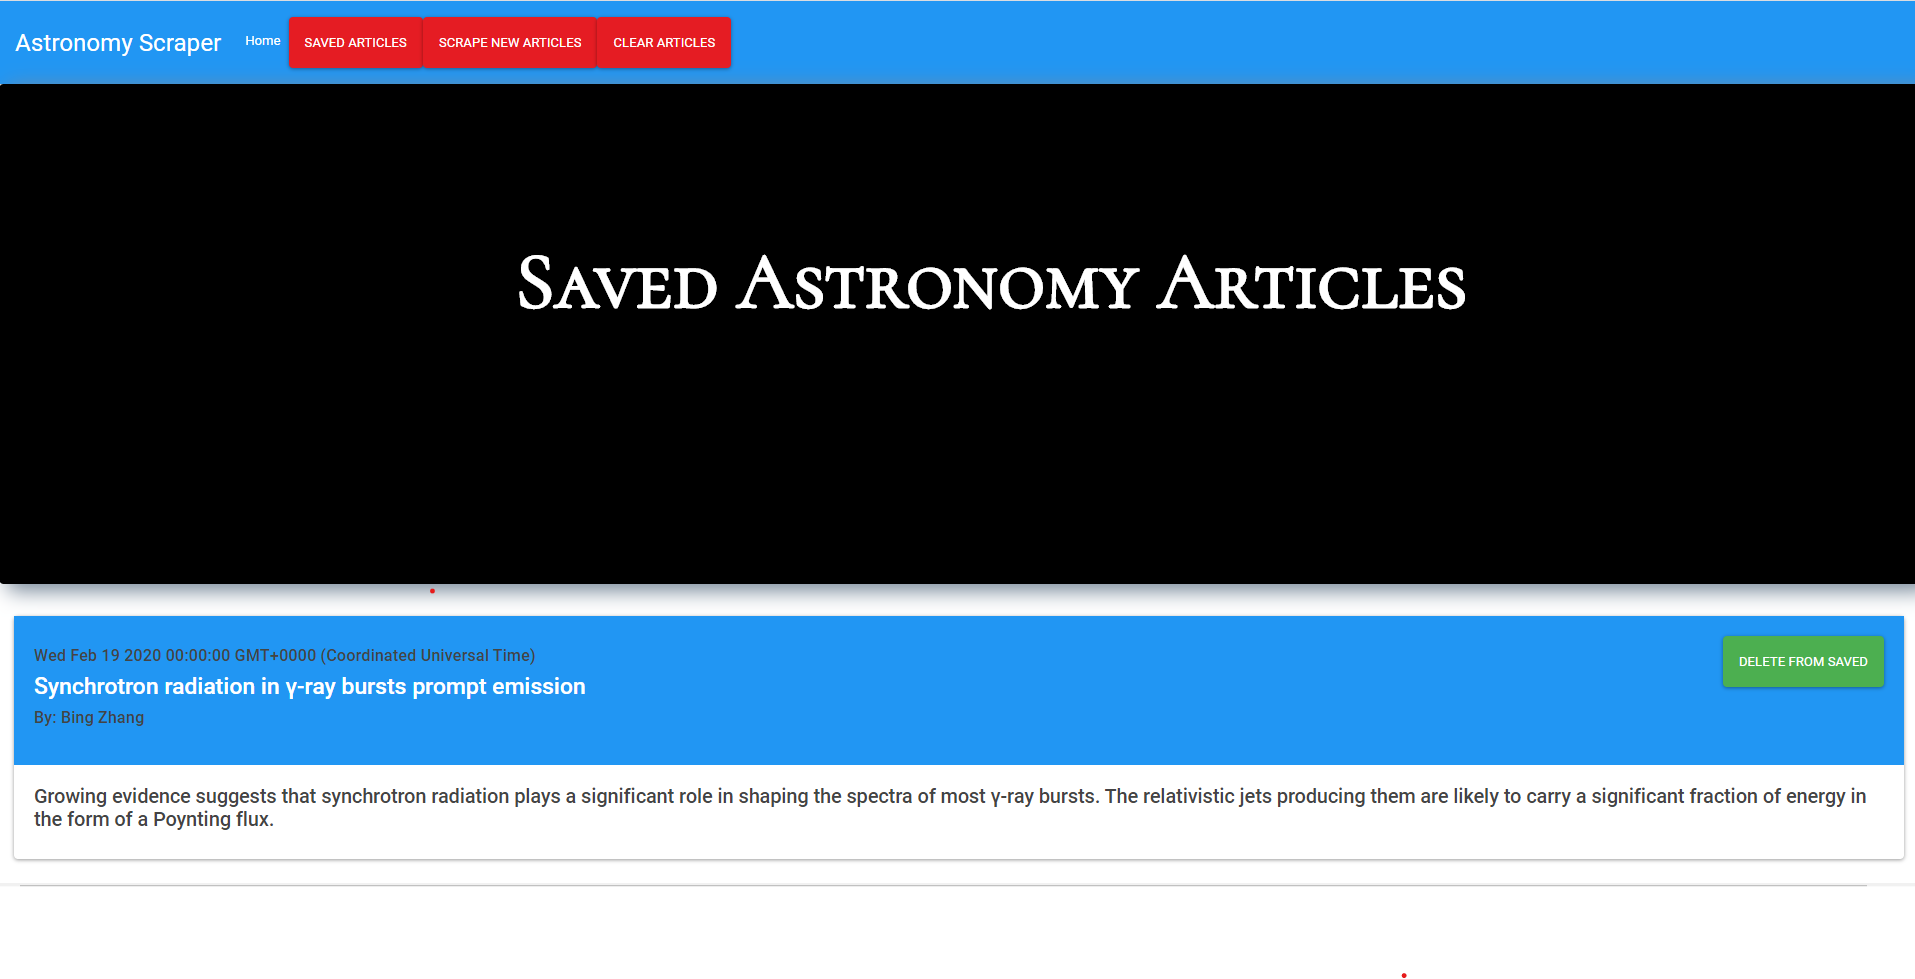 Astronomy Scraper Home SAVED ARTICLES SCRAPE NEW ARTICLES CLEAR ARTICLES
Saved Astronomy Articles
Wed Feb 19 2020 00:00:00 GMT+0000 (Coordinated Universal Time)
DELETE FROM SAVED
Synchrotron radiation in γ-ray bursts prompt emission
By: Bing Zhang
Growing evidence suggests that synchrotron radiation plays a significant role in shaping the spectra of most γ-ray bursts. The relativistic jets producing them are likely to carry a significant fraction of energy in
the form of a Poynting flux.